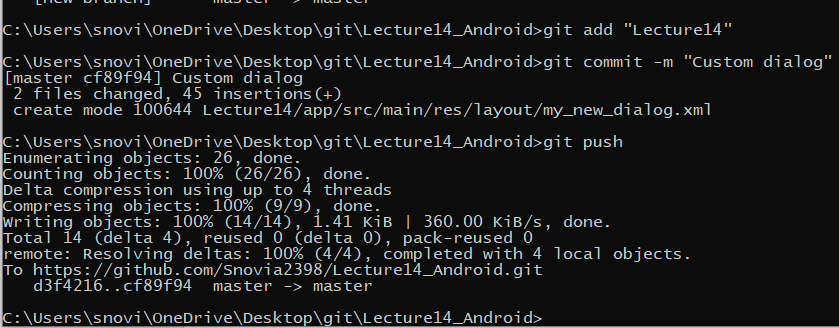 [new branch]      master -> master
C:\Users\snovi\OneDrive\Desktop\git\Lecture14_Android>git add "Lecture14"
C:\Users\snovi\OneDrive\Desktop\git\Lecture14_Android>git commit -m "Custom dialog"
[master cf89f94] Custom dialog
 2 files changed, 45 insertions(+)
 create mode 100644 Lecture14/app/src/main/res/layout/my_new_dialog.xml
C:\Users\snovi\OneDrive\Desktop\git\Lecture14_Android>git push
Enumerating objects: 26, done.
Counting objects: 100% (26/26), done.
Delta compression using up to 4 threads
Compressing objects: 100% (9/9), done.
Writing objects: 100% (14/14), 1.41 KiB | 360.00 KiB/s, done.
Total 14 (delta 4), reused 0 (delta 0), pack-reused 0
remote: Resolving deltas: 100% (4/4), completed with 4 local objects.
To https://github.com/Snovia2398/Lecture14_Android.git
   d3f4216..cf89f94  master -> master
C:\Users\snovi\OneDrive\Desktop\git\Lecture14_Android>